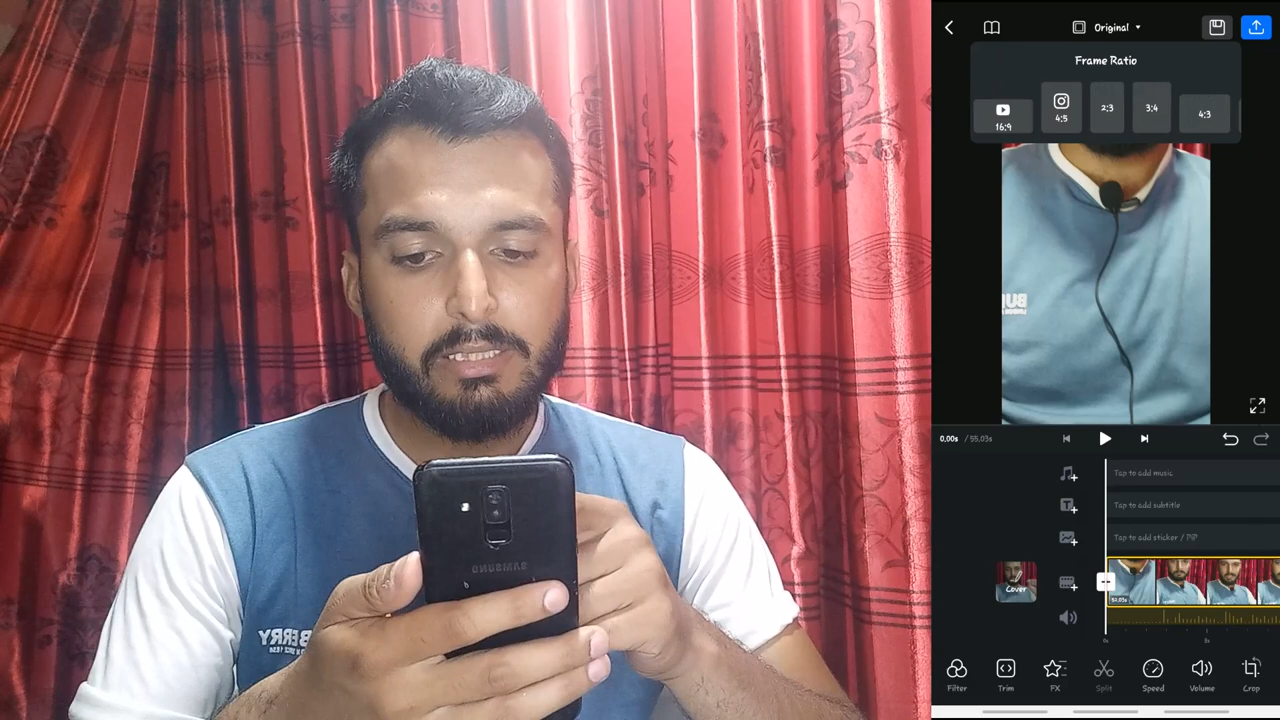 Original
Frame Ratio
16:9
4:5
2:3
3:4
4:3
0.00s / 55.03s
Tap to add music
Tap to add subtitle
Tap to add sticker / PIP
Cover
0s
Filter
Trim
FX
Split
Speed
Volume
Crop
SAMSUNG